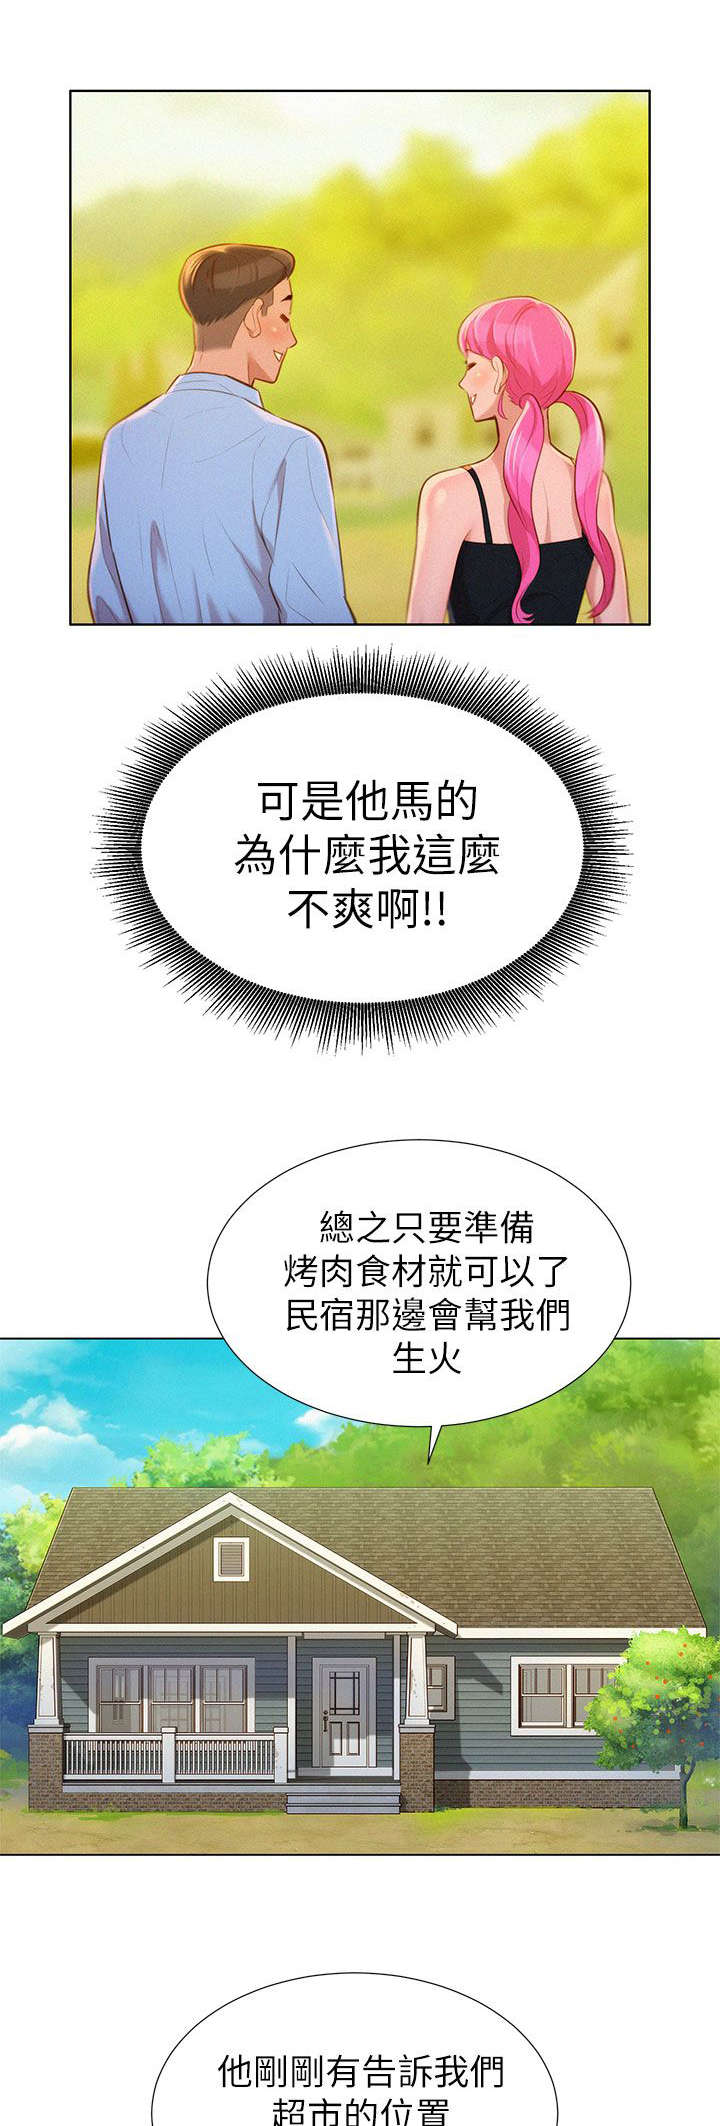 可是他馬的
為什麼我這麼
不爽啊!!
總之只要準備
烤肉食材就可以了
民宿那邊會幫我們
生火
他剛剛有告訴我們
超市的位置